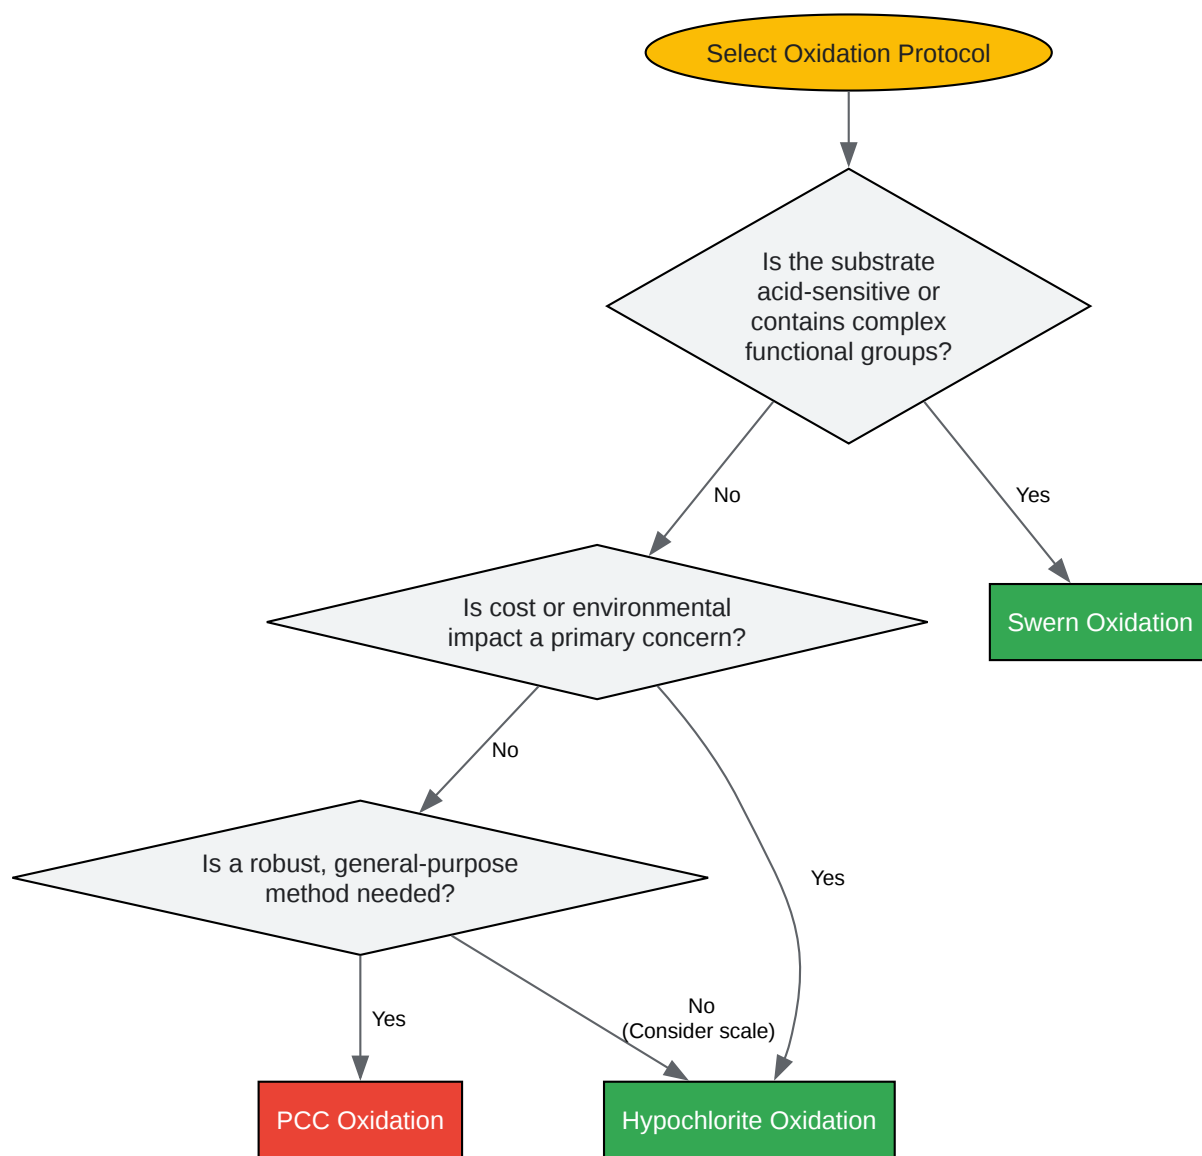 Select Oxidation Protocol
Is the substrate
acid-sensitive or
contains complex
functional groups?
No
Yes
Is cost or environmental
impact a primary concern?
Swern Oxidation
No
Is a robust, general-purpose
method needed?
Yes
Yes
No
(Consider scale)
PCC Oxidation
Hypochlorite Oxidation